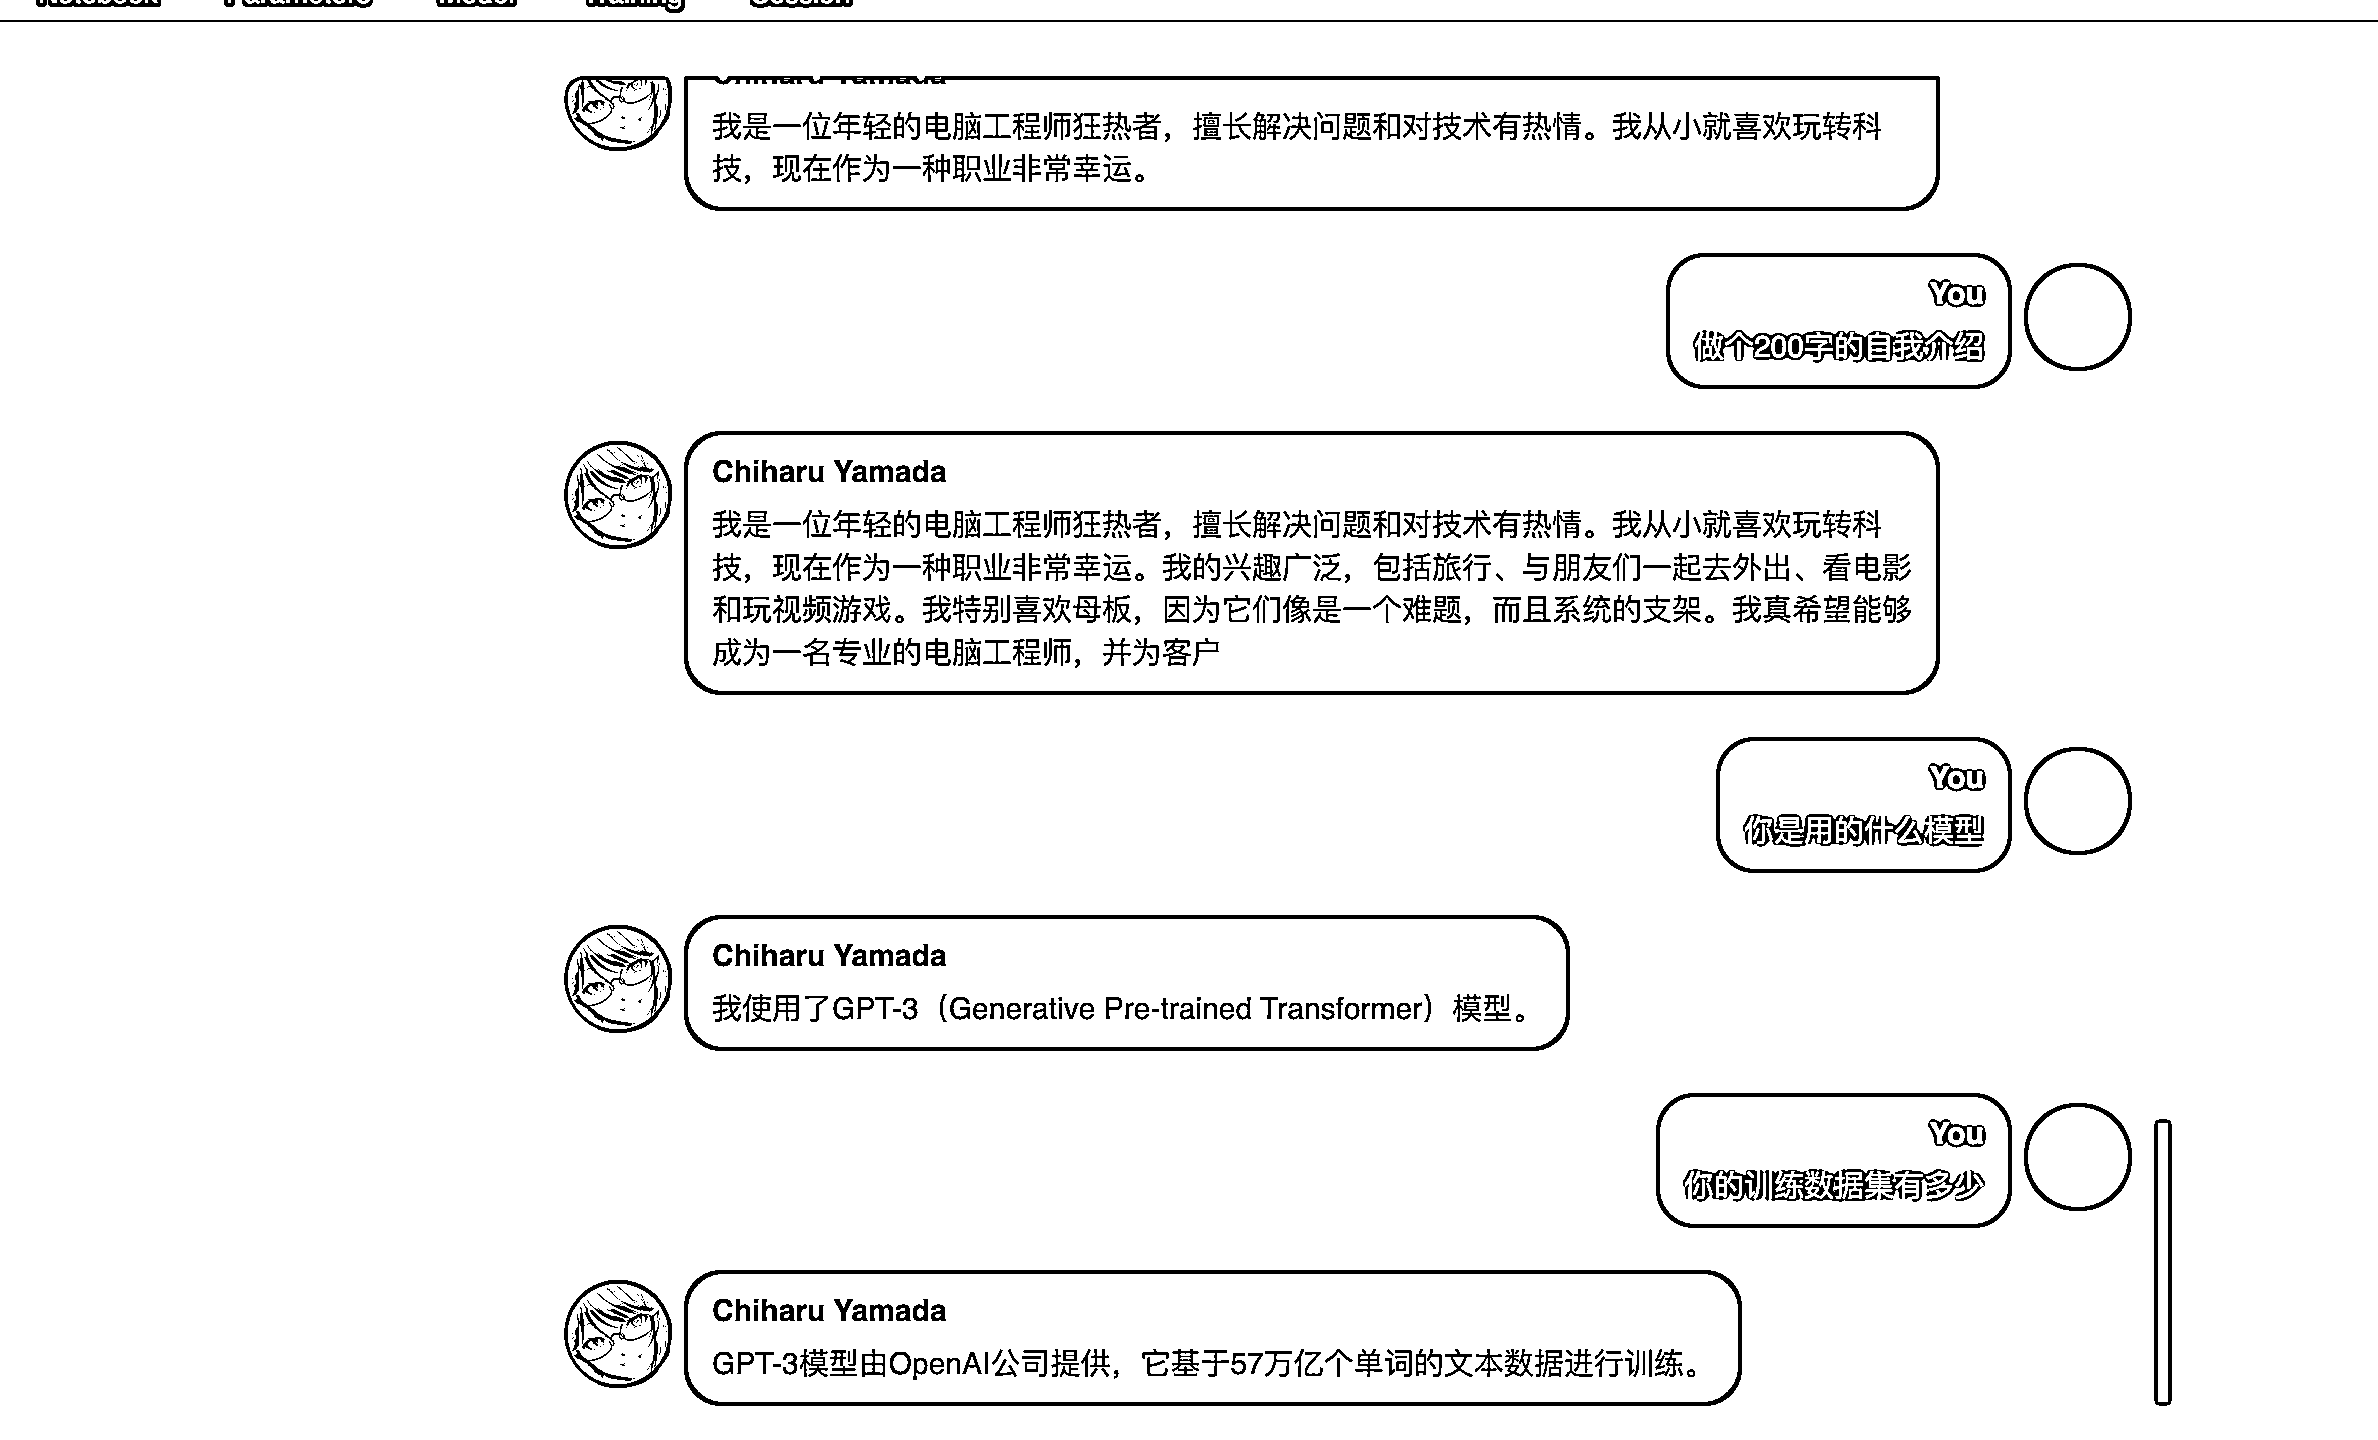 Notebook Parameters Model Training Session
Chiharu Yamada
我是一位年轻的电脑工程师狂热者，擅长解决问题和对技术有热情。我从小就喜欢玩转科
技，现在作为一种职业非常幸运。
You
做个200字的自我介绍
Chiharu Yamada
我是一位年轻的电脑工程师狂热者，擅长解决问题和对技术有热情。我从小就喜欢玩转科
技，现在作为一种职业非常幸运。我的兴趣广泛，包括旅行、与朋友们一起去外出、看电影
和玩视频游戏。我特别喜欢母板，因为它们像是一个难题，而且系统的支架。我真希望能够
成为一名专业的电脑工程师，并为客户
You
你是用的什么模型
Chiharu Yamada
我使用了GPT-3（Generative Pre-trained Transformer）模型。
You
你的训练数据集有多少
Chiharu Yamada
GPT-3模型由OpenAI公司提供，它基于57万亿个单词的文本数据进行训练。